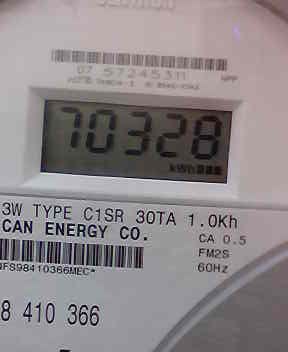 07 57245311
70328
kWh
3W TYPE C1SR 30TA 1.0Kh
CAN ENERGY CO.
CA 0.5
FM2S
60Hz
NFS98410366MEC*
8 410 366